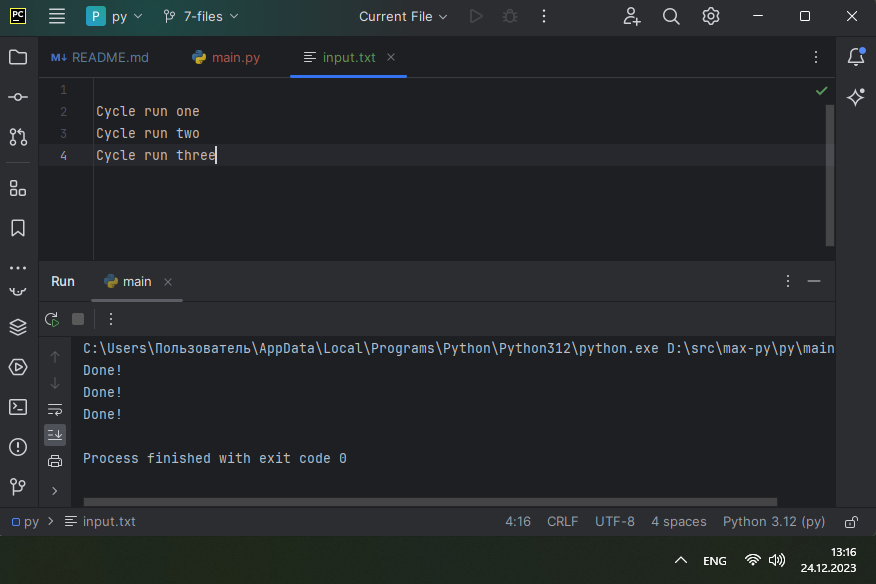 PC P py 7-files Current File
M↓ README.md main.py input.txt
1
2 Cycle run one
3 Cycle run two
4 Cycle run three
Run main
C:\Users\Пользователь\AppData\Local\Programs\Python\Python312\python.exe D:\src\max-py\py\main
Done!
Done!
Done!
Process finished with exit code 0
py input.txt 4:16 CRLF UTF-8 4 spaces Python 3.12 (py)
ENG 13:16
24.12.2023